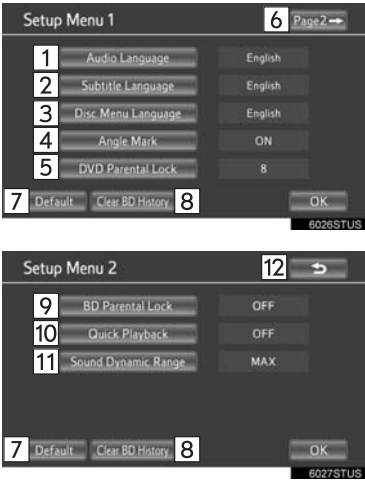 Setup Menu 1 6 Page2
1 Audio Language English
2 Subtitle Language English
3 Disc Menu Language English
4 Angle Mark ON
5 DVD Parental Lock 8
7 Default Clear BD History 8 OK
6026STUS
Setup Menu 2 12
9 BD Parental Lock OFF
10 Quick Playback OFF
11 Sound Dynamic Range MAX
7 Default Clear BD History 8 OK
6027STUS